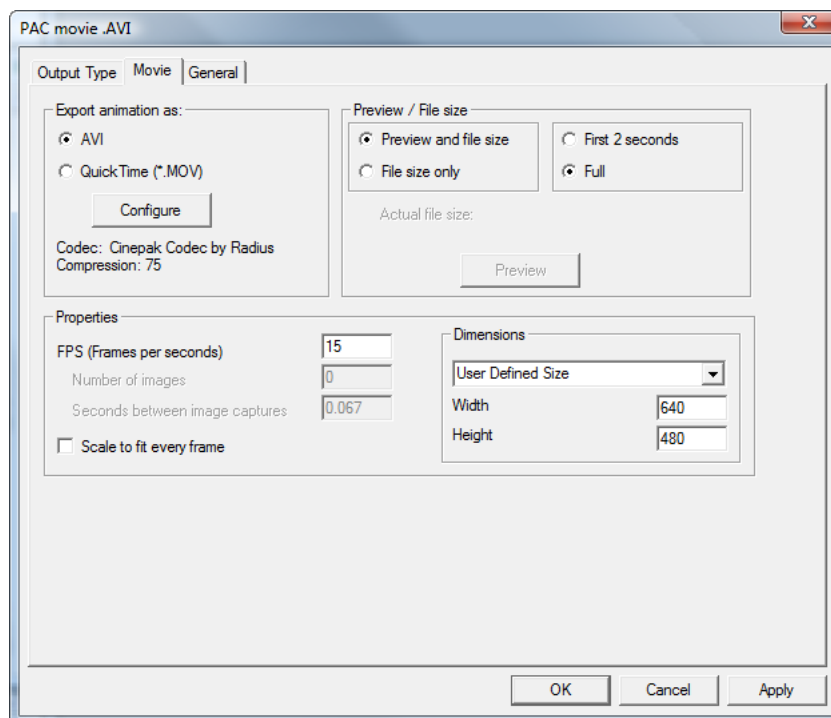 PAC movie .AVI
Output Type
Movie
General
Export animation as:
AVI
QuickTime (*.MOV)
Configure
Codec: Cinepak Codec by Radius
Compression: 75
Preview / File size
Preview and file size
File size only
First 2 seconds
Full
Actual file size:
Preview
Properties
FPS (Frames per seconds)
15
Number of images
0
Seconds between image captures
0.067
Scale to fit every frame
Dimensions
User Defined Size
Width
640
Height
480
OK
Cancel
Apply